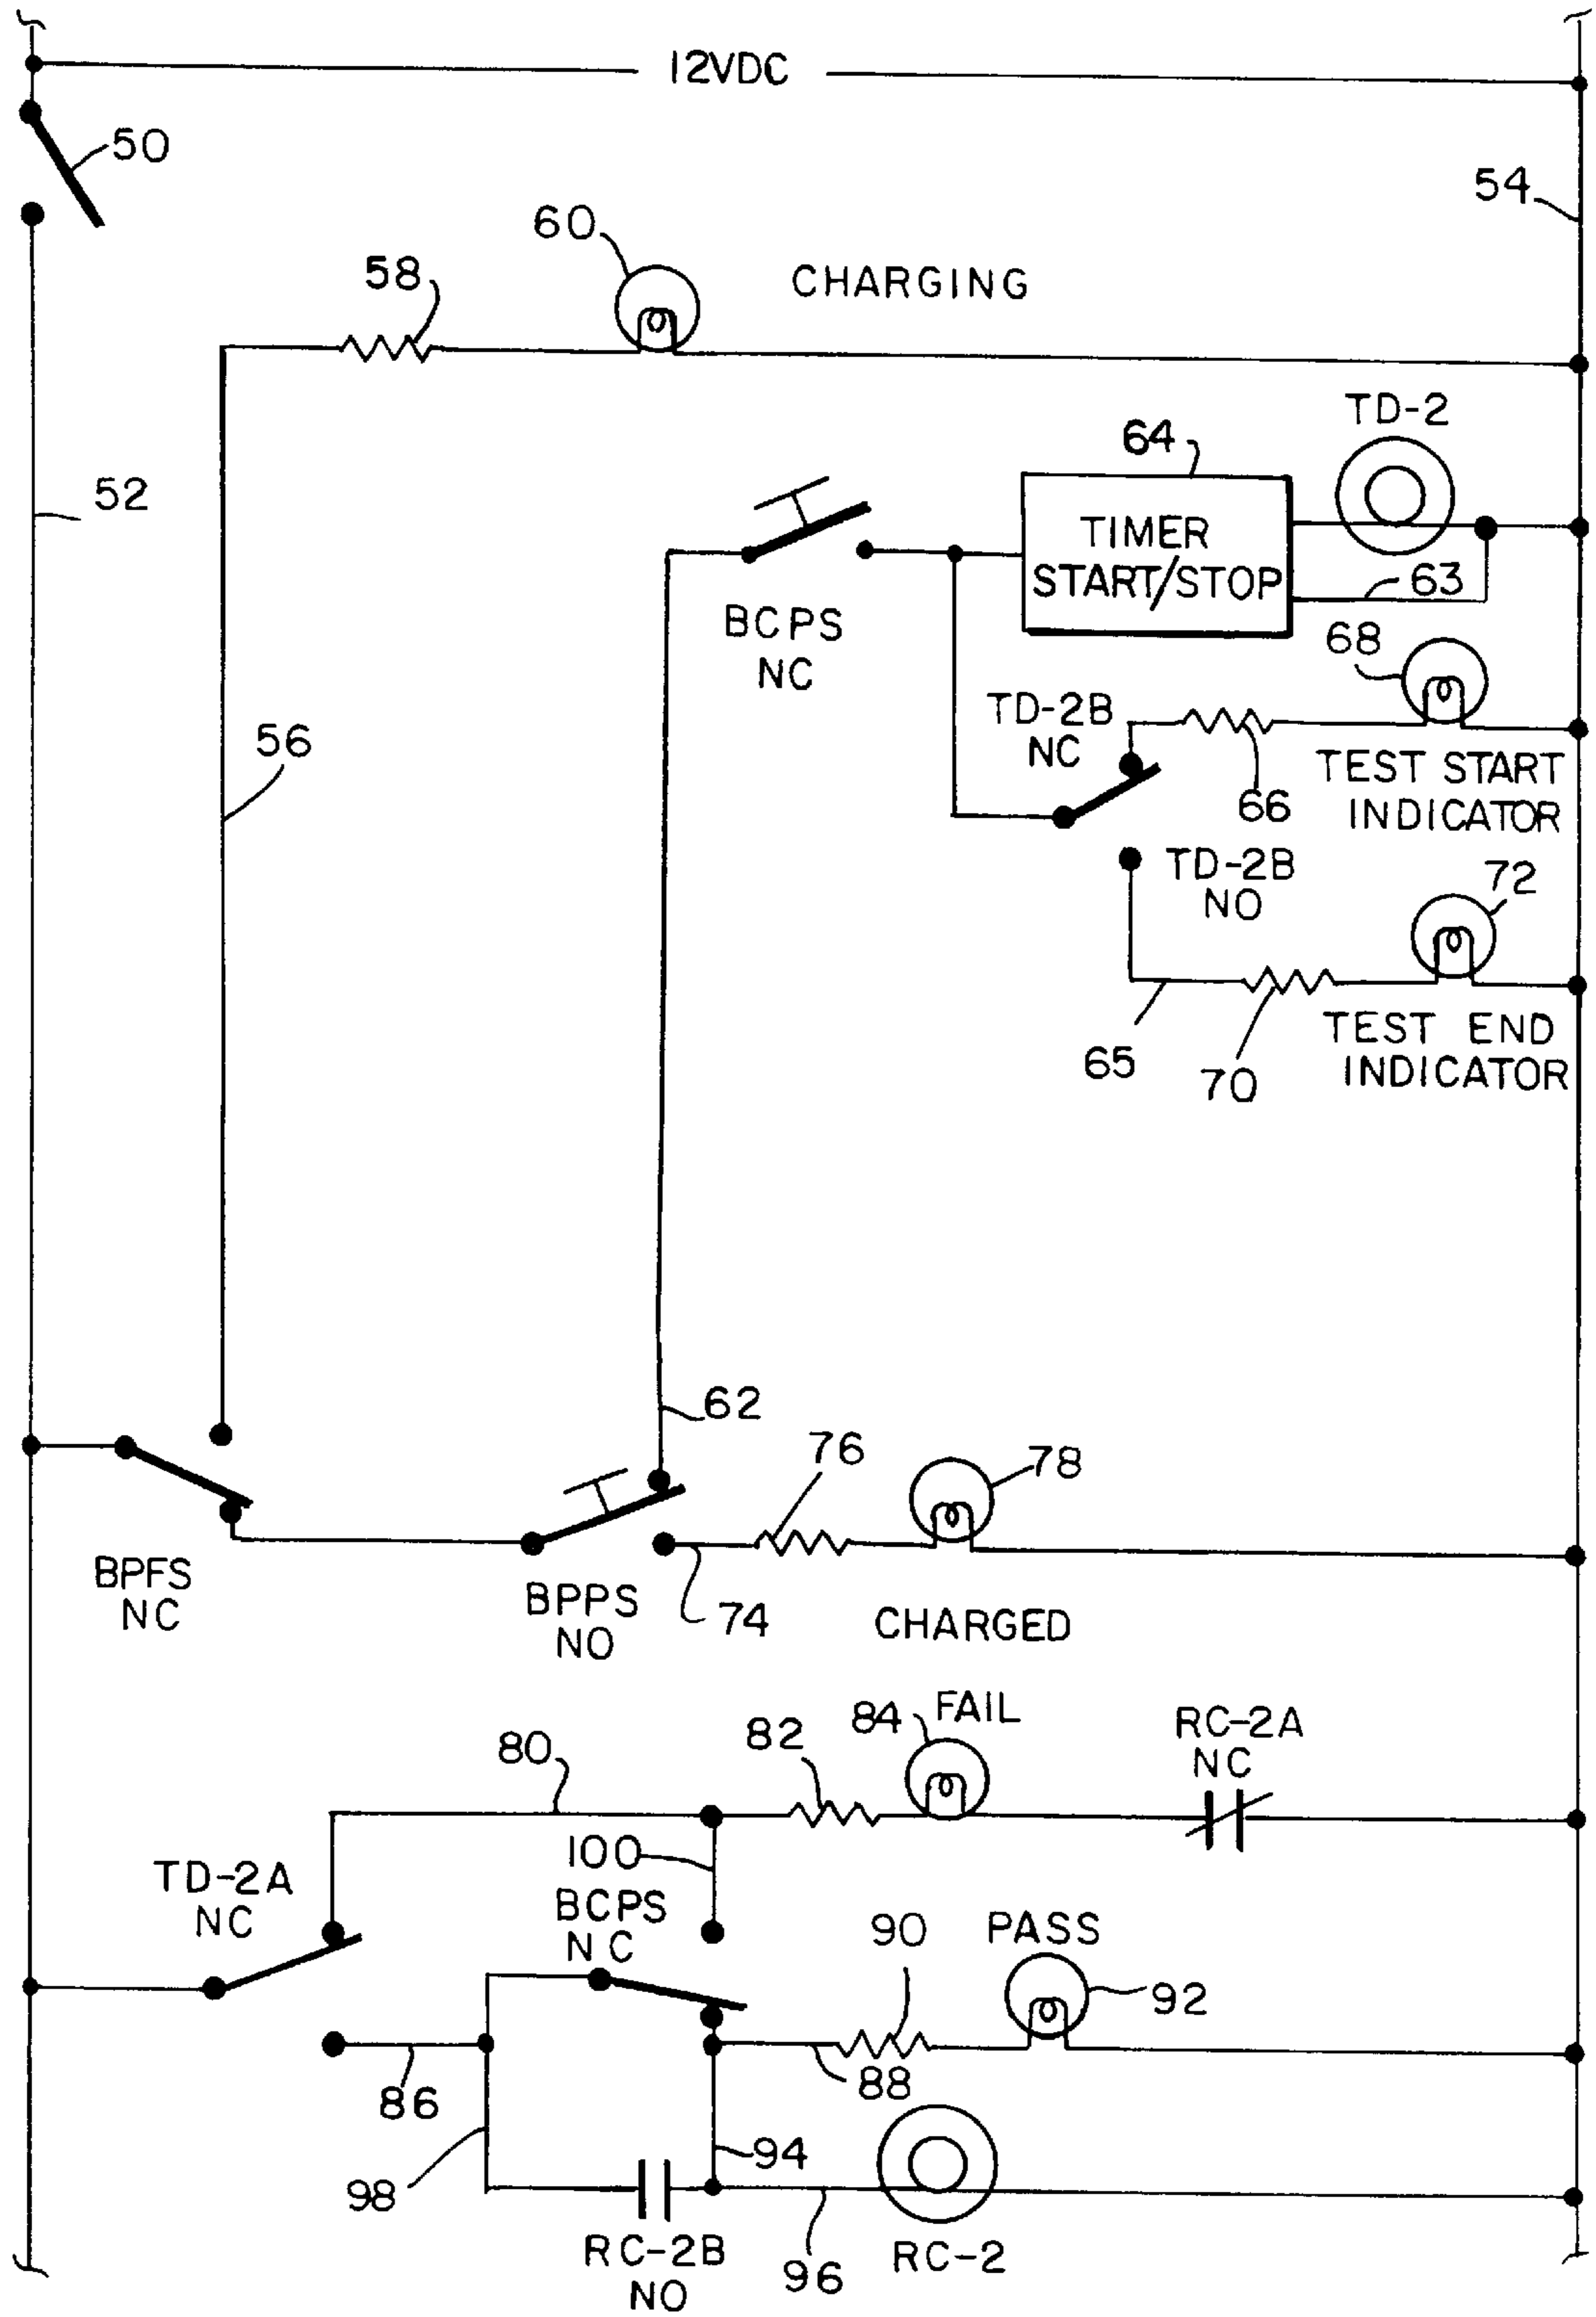 12VDC
50
54
60
58
CHARGING
TD-2
64
52
TIMER
START/STOP
63
BCPS
NC
68
TD-2B
NC
56
66
TEST START
INDICATOR
TD-2B
NO
72
65
70
TEST END
INDICATOR
62
76
78
BPFS
NC
BPPS
NO
74
CHARGED
84
FAIL
RC-2A
NC
80
82
100
TD-2A
NC
BCPS
NC
90
PASS
92
86
88
94
98
RC-2B
NO
96
RC-2